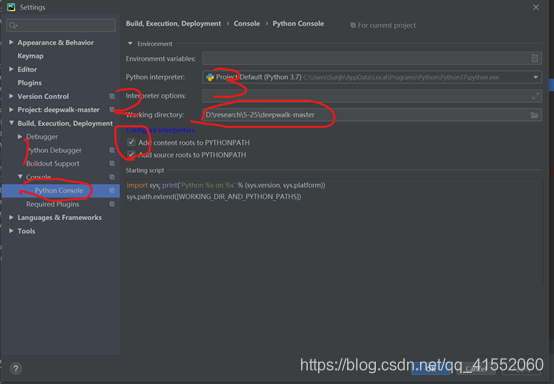 Settings
Build, Execution, Deployment › Console › Python Console
For current project
Appearance & Behavior
Keymap
Editor
Plugins
Version Control
Project: deepwalk-master
Build, Execution, Deployment
Debugger
Python Debugger
Buildout Support
Console
Python Console
Required Plugins
Languages & Frameworks
Tools
Environment
Environment variables:
Python interpreter:
Project Default (Python 3.7) C:\Users\Sunjih\AppData\Local\Programs\Python\Python37\python.exe
Interpreter options:
Working directory:
D:\research\5-25\deepwalk-master
Configure Interpreters
Add content roots to PYTHONPATH
Add source roots to PYTHONPATH
Starting script
import sys; print('Python %s on %s' % (sys.version, sys.platform))
sys.path.extend([WORKING_DIR_AND_PYTHON_PATHS])
?
https://blog.csdn.net/qq_41552060